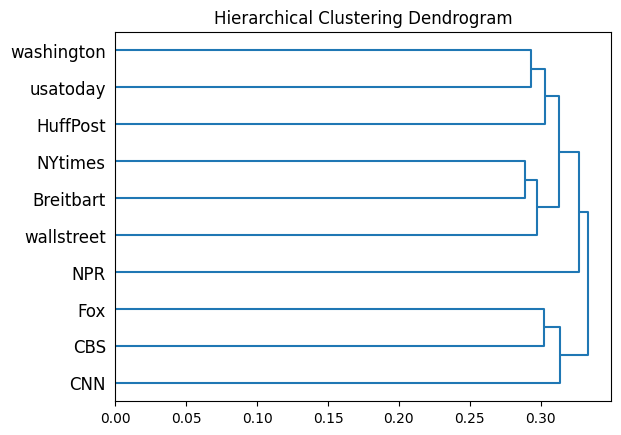 Hierarchical Clustering Dendrogram
washington
usatoday
HuffPost
NYtimes
Breitbart
wallstreet
NPR
Fox
CBS
CNN
0.00 0.05 0.10 0.15 0.20 0.25 0.30